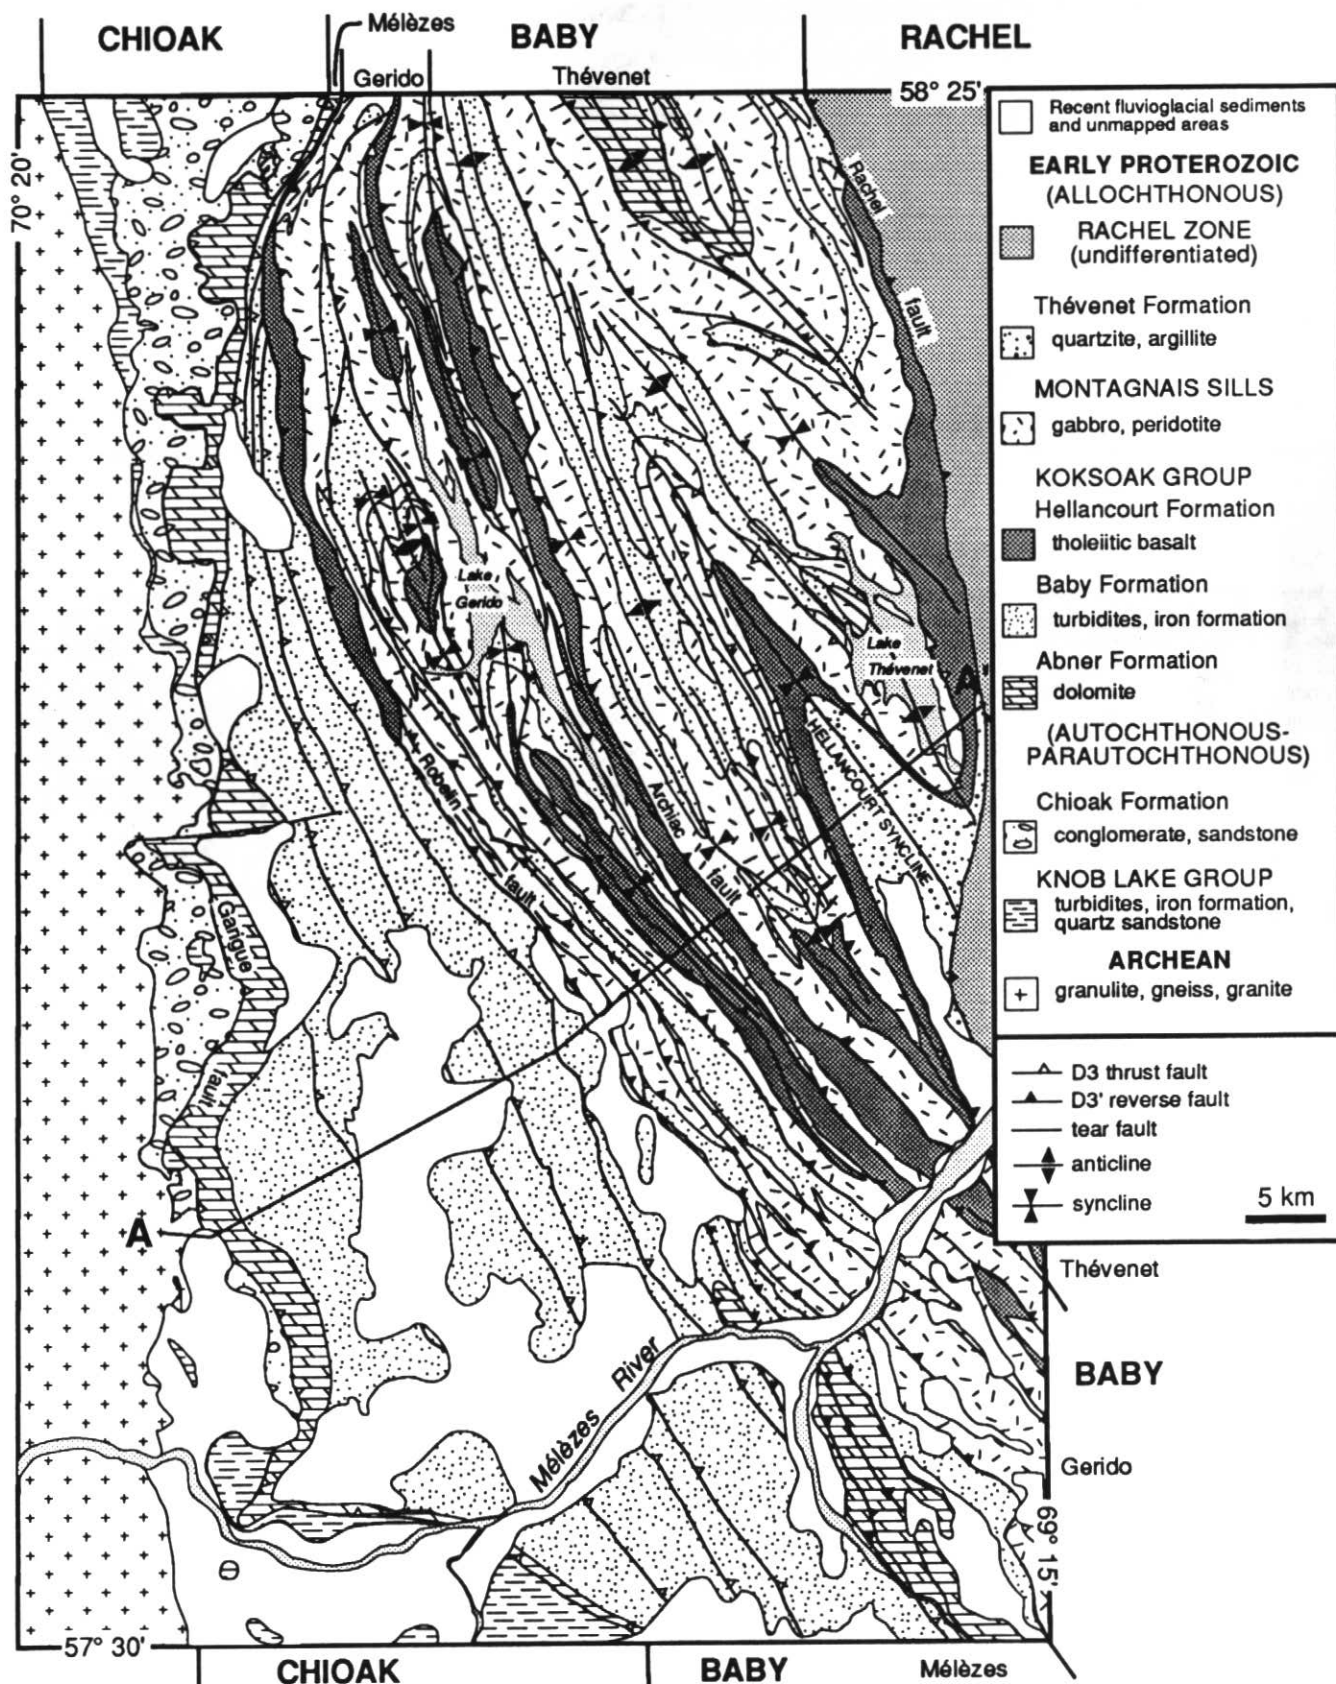 CHIOAK
Mélèzes
BABY
RACHEL
Gerido
Thévenet
58° 25'
70° 20'
Rachel
fault
Lake
Gerido
Lake
Thévenet
A'
HELLANCOURT SYNCLINE
Robelin
fault
Archiac
fault
Gangue
fault
A
Mélèzes River
57° 30'
69° 15'
CHIOAK
BABY
Mélèzes
Thévenet
BABY
Gerido
Recent fluvioglacial sediments
and unmapped areas
EARLY PROTEROZOIC
(ALLOCHTHONOUS)
RACHEL ZONE
(undifferentiated)
Thévenet Formation
quartzite, argillite
MONTAGNAIS SILLS
gabbro, peridotite
KOKSOAK GROUP
Hellancourt Formation
tholeiitic basalt
Baby Formation
turbidites, iron formation
Abner Formation
dolomite
(AUTOCHTHONOUS-
PARAUTOCHTHONOUS)
Chioak Formation
conglomerate, sandstone
KNOB LAKE GROUP
turbidites, iron formation,
quartz sandstone
ARCHEAN
granulite, gneiss, granite
D3 thrust fault
D3' reverse fault
tear fault
anticline
syncline
5 km